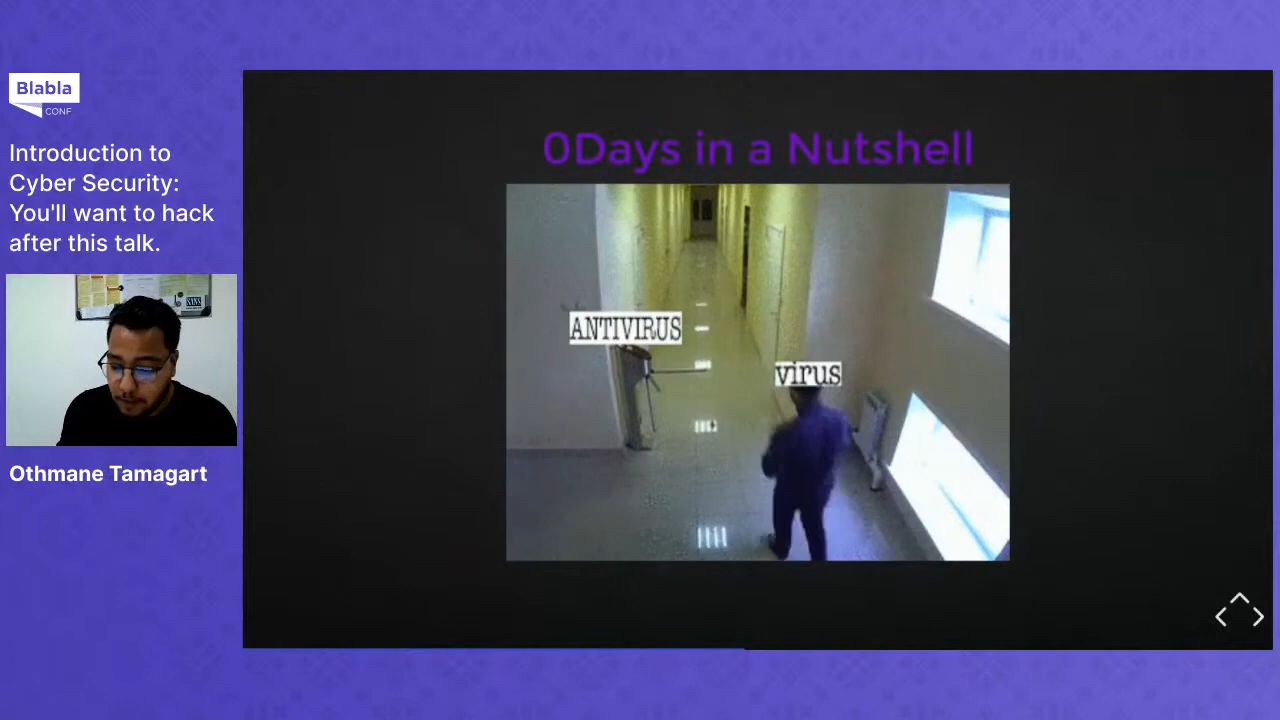 Blabla
CONF
Introduction to
Cyber Security:
You'll want to hack
after this talk.
Othmane Tamagart
0Days in a Nutshell
ANTIVIRUS
virus